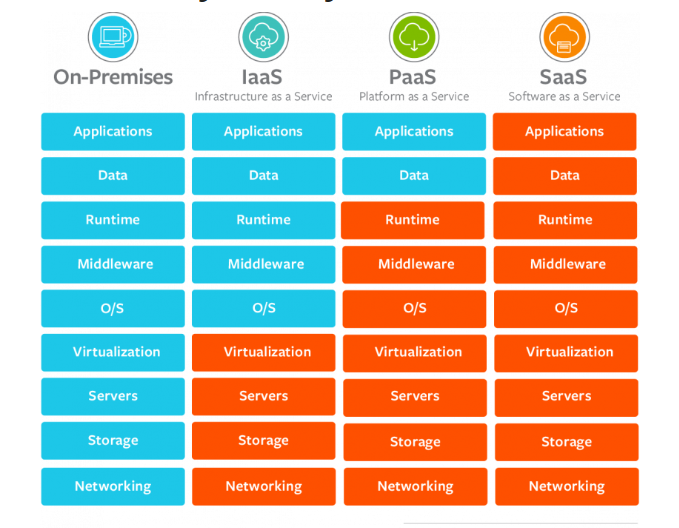 On-Premises IaaS PaaS SaaS
Infrastructure as a Service Platform as a Service Software as a Service
Applications Applications Applications Applications
Data Data Data Data
Runtime Runtime Runtime Runtime
Middleware Middleware Middleware Middleware
O/S O/S O/S O/S
Virtualization Virtualization Virtualization Virtualization
Servers Servers Servers Servers
Storage Storage Storage Storage
Networking Networking Networking Networking